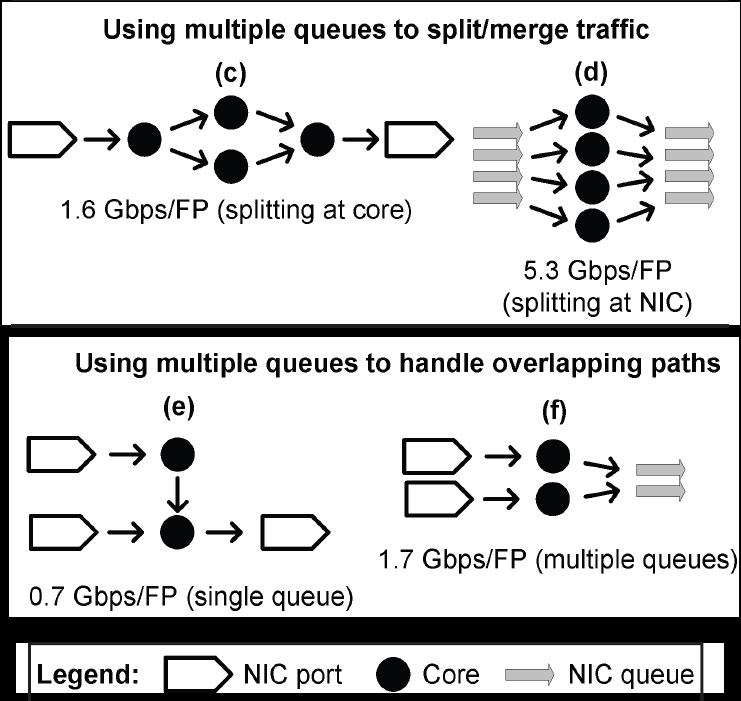 Using multiple queues to split/merge traffic
(c)
(d)
1.6 Gbps/FP (splitting at core)
5.3 Gbps/FP
(splitting at NIC)
Using multiple queues to handle overlapping paths
(e)
(f)
0.7 Gbps/FP (single queue)
1.7 Gbps/FP (multiple queues)
Legend: NIC port Core NIC queue